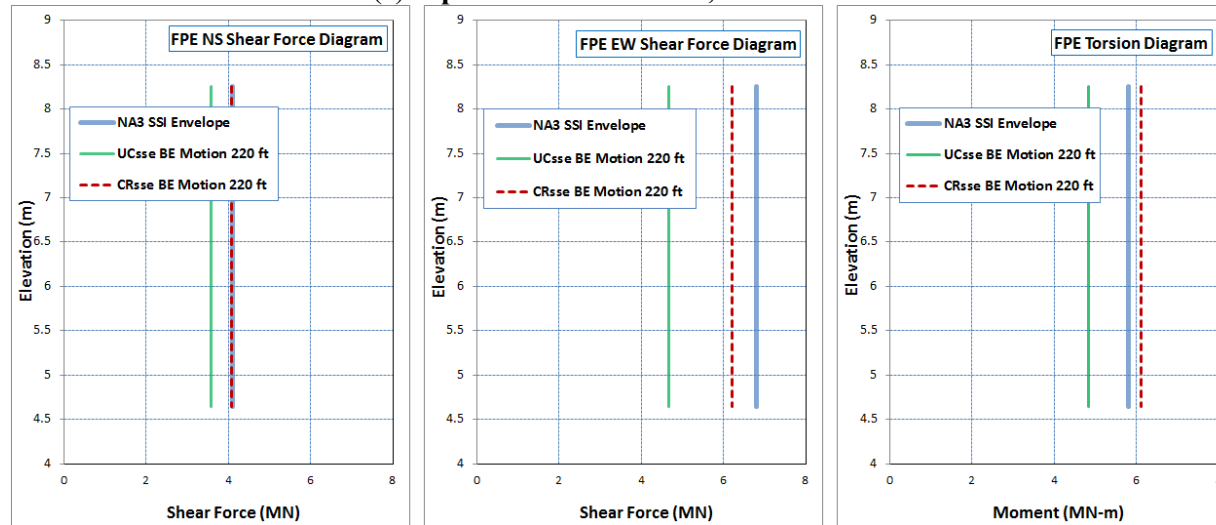 FPE NS Shear Force Diagram
9
8.5
8
7.5
7
6.5
6
5.5
5
4.5
4
Elevation (m)
NA3 SSI Envelope
UCsse BE Motion 220 ft
CRsse BE Motion 220 ft
0 2 4 6 8
Shear Force (MN)
FPE EW Shear Force Diagram
9
8.5
8
7.5
7
6.5
6
5.5
5
4.5
4
Elevation (m)
NA3 SSI Envelope
UCsse BE Motion 220 ft
CRsse BE Motion 220 ft
0 2 4 6 8
Shear Force (MN)
FPE Torsion Diagram
9
8.5
8
7.5
7
6.5
6
5.5
5
4.5
4
Elevation (m)
NA3 SSI Envelope
UCsse BE Motion 220 ft
CRsse BE Motion 220 ft
0 2 4 6
Moment (MN-m)